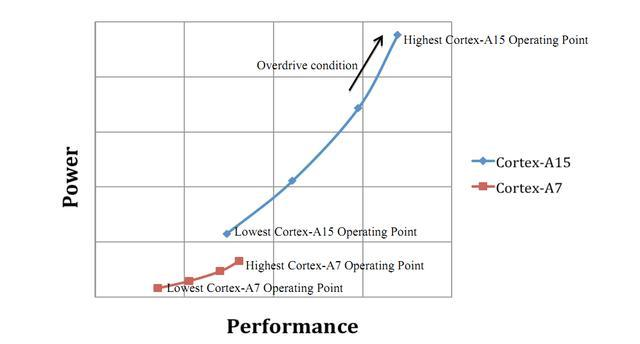 Highest Cortex-A15 Operating Point
Overdrive condition
Power
Cortex-A15
Cortex-A7
Lowest Cortex-A15 Operating Point
Highest Cortex-A7 Operating Point
Lowest Cortex-A7 Operating Point
Performance